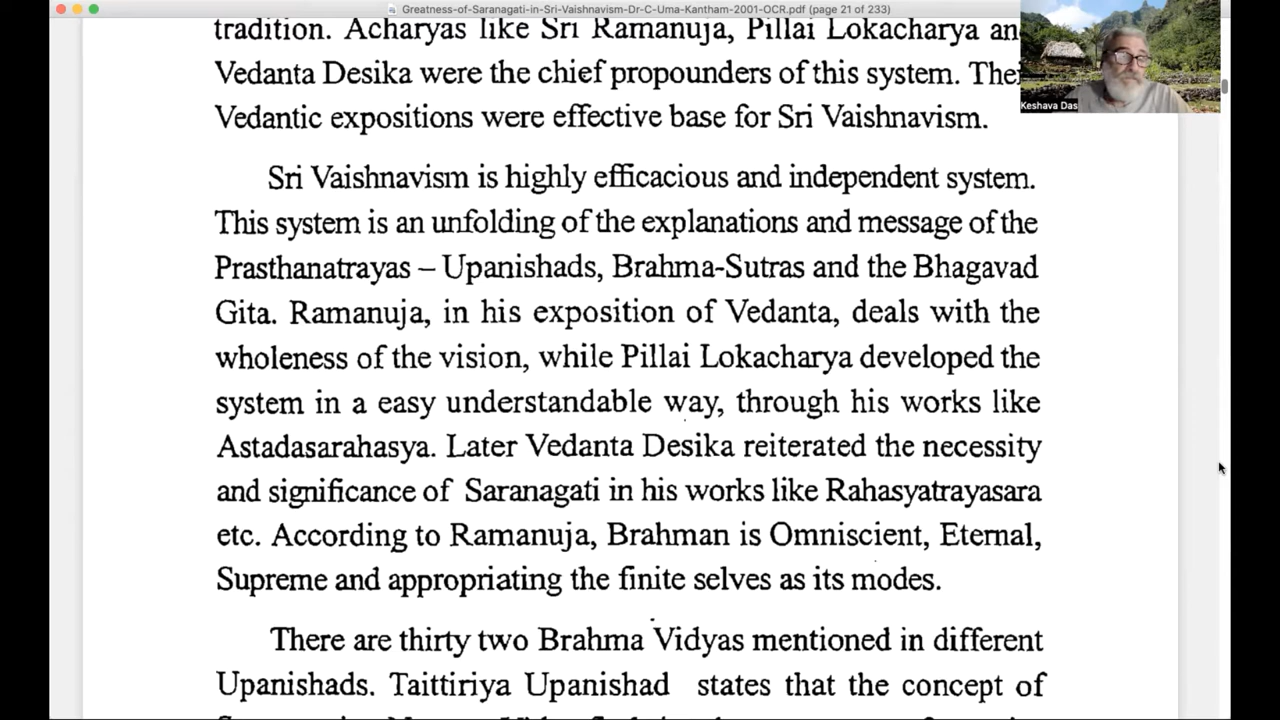 Greatness-of-Saranagati-in-Sri-Vaishnavism-Dr-C-Uma-Kantham-2001-OCR.pdf (page 21 of 233)
tradition. Acharyas like Sri Ramanuja, Pillai Lokacharya
Vedanta Desika were the chief propounders of this system.
Vedantic expositions were effective base for Sri Vaishnavism.
Keshava Das
Sri Vaishnavism is highly efficacious and independent system.
This system is an unfolding of the explanations and message of the
Prasthanatrayas – Upanishads, Brahma-Sutras and the Bhagavad
Gita. Ramanuja, in his exposition of Vedanta, deals with the
wholeness of the vision, while Pillai Lokacharya developed the
system in a easy understandable way, through his works like
Astadasarahasya. Later Vedanta Desika reiterated the necessity
and significance of Saranagati in his works like Rahasyatrayasara
etc. According to Ramanuja, Brahman is Omniscient, Eternal,
Supreme and appropriating the finite selves as its modes.
There are thirty two Brahma Vidyas mentioned in different
Upanishads. Taittiriya Upanishad states that the concept of